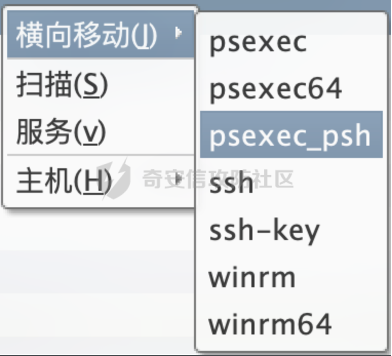 横向移动(J)
扫描(S)
服务(v)
主机(H)
psexec
psexec64
psexec_psh
ssh
ssh-key
winrm
winrm64
奇安信攻防社区